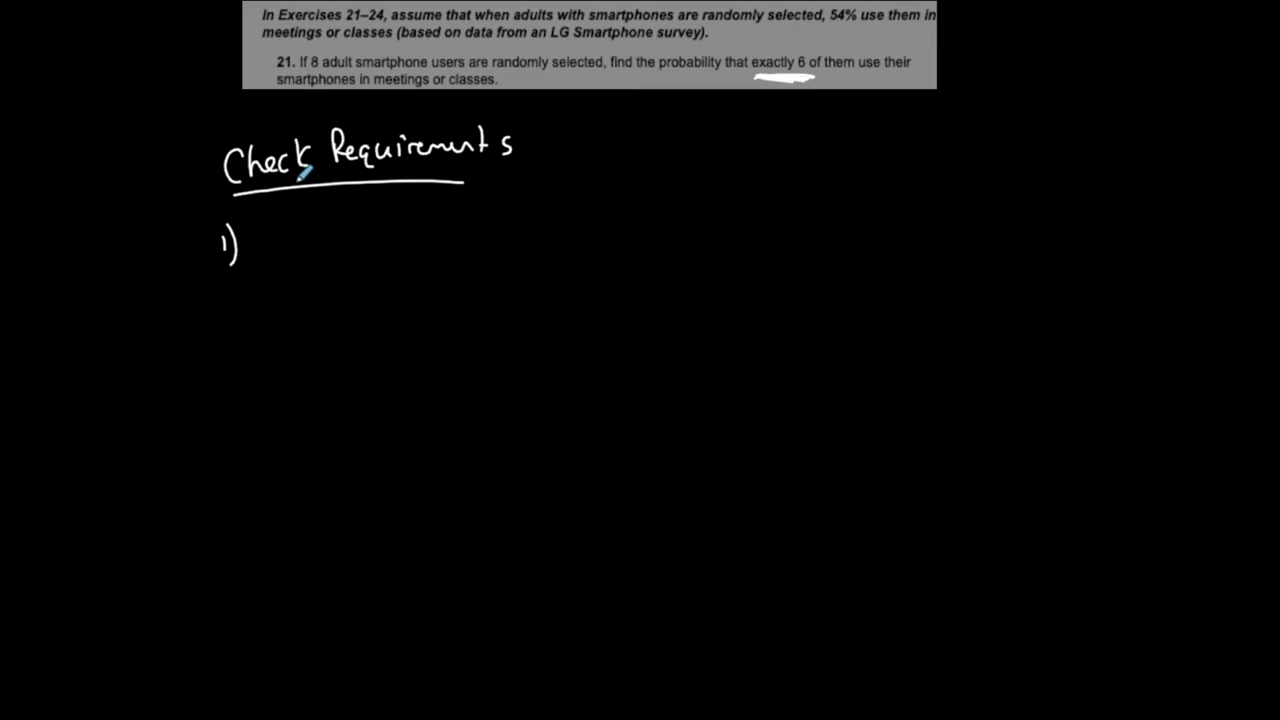 In Exercises 21–24, assume that when adults with smartphones are randomly selected, 54% use them in
meetings or classes (based on data from an LG Smartphone survey).
21. If 8 adult smartphone users are randomly selected, find the probability that exactly 6 of them use their
smartphones in meetings or classes.
Check Requirements
1)